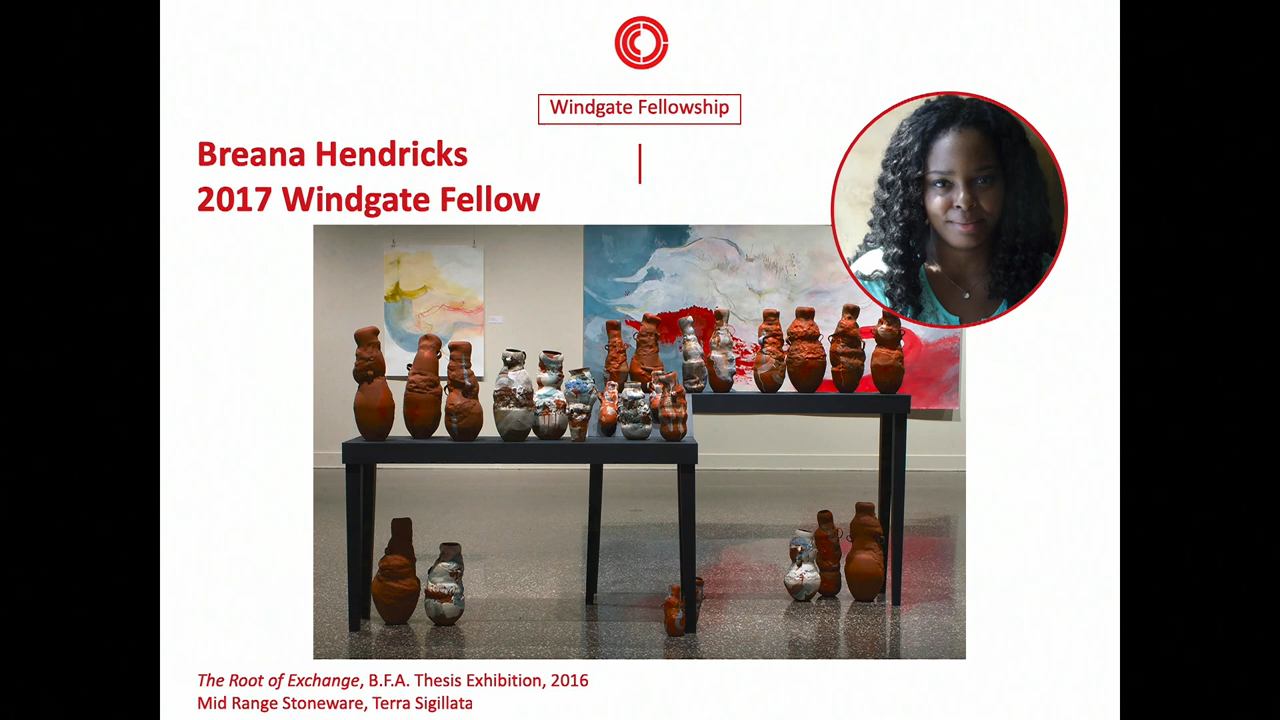 Windgate Fellowship
Breana Hendricks
2017 Windgate Fellow
The Root of Exchange, B.F.A. Thesis Exhibition, 2016
Mid Range Stoneware, Terra Sigillata